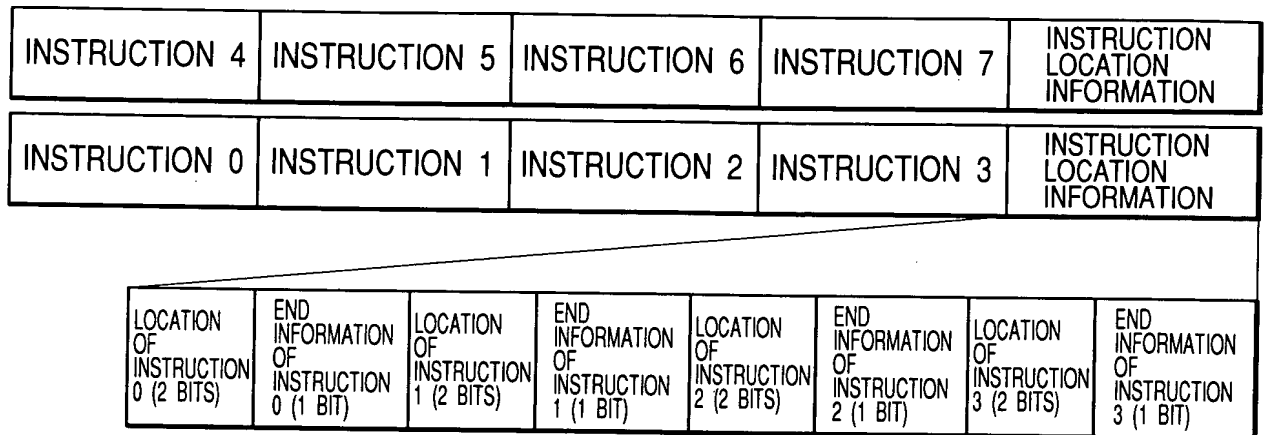 INSTRUCTION 4
INSTRUCTION 5
INSTRUCTION 6
INSTRUCTION 7
INSTRUCTION
LOCATION
INFORMATION
INSTRUCTION 0
INSTRUCTION 1
INSTRUCTION 2
INSTRUCTION 3
INSTRUCTION
LOCATION
INFORMATION
LOCATION
OF
INSTRUCTION
0 (2 BITS)
END
INFORMATION
OF
INSTRUCTION
0 (1 BIT)
LOCATION
OF
INSTRUCTION
1 (2 BITS)
END
INFORMATION
OF
INSTRUCTION
1 (1 BIT)
LOCATION
OF
INSTRUCTION
2 (2 BITS)
END
INFORMATION
OF
INSTRUCTION
2 (1 BIT)
LOCATION
OF
INSTRUCTION
3 (2 BITS)
END
INFORMATION
OF
INSTRUCTION
3 (1 BIT)